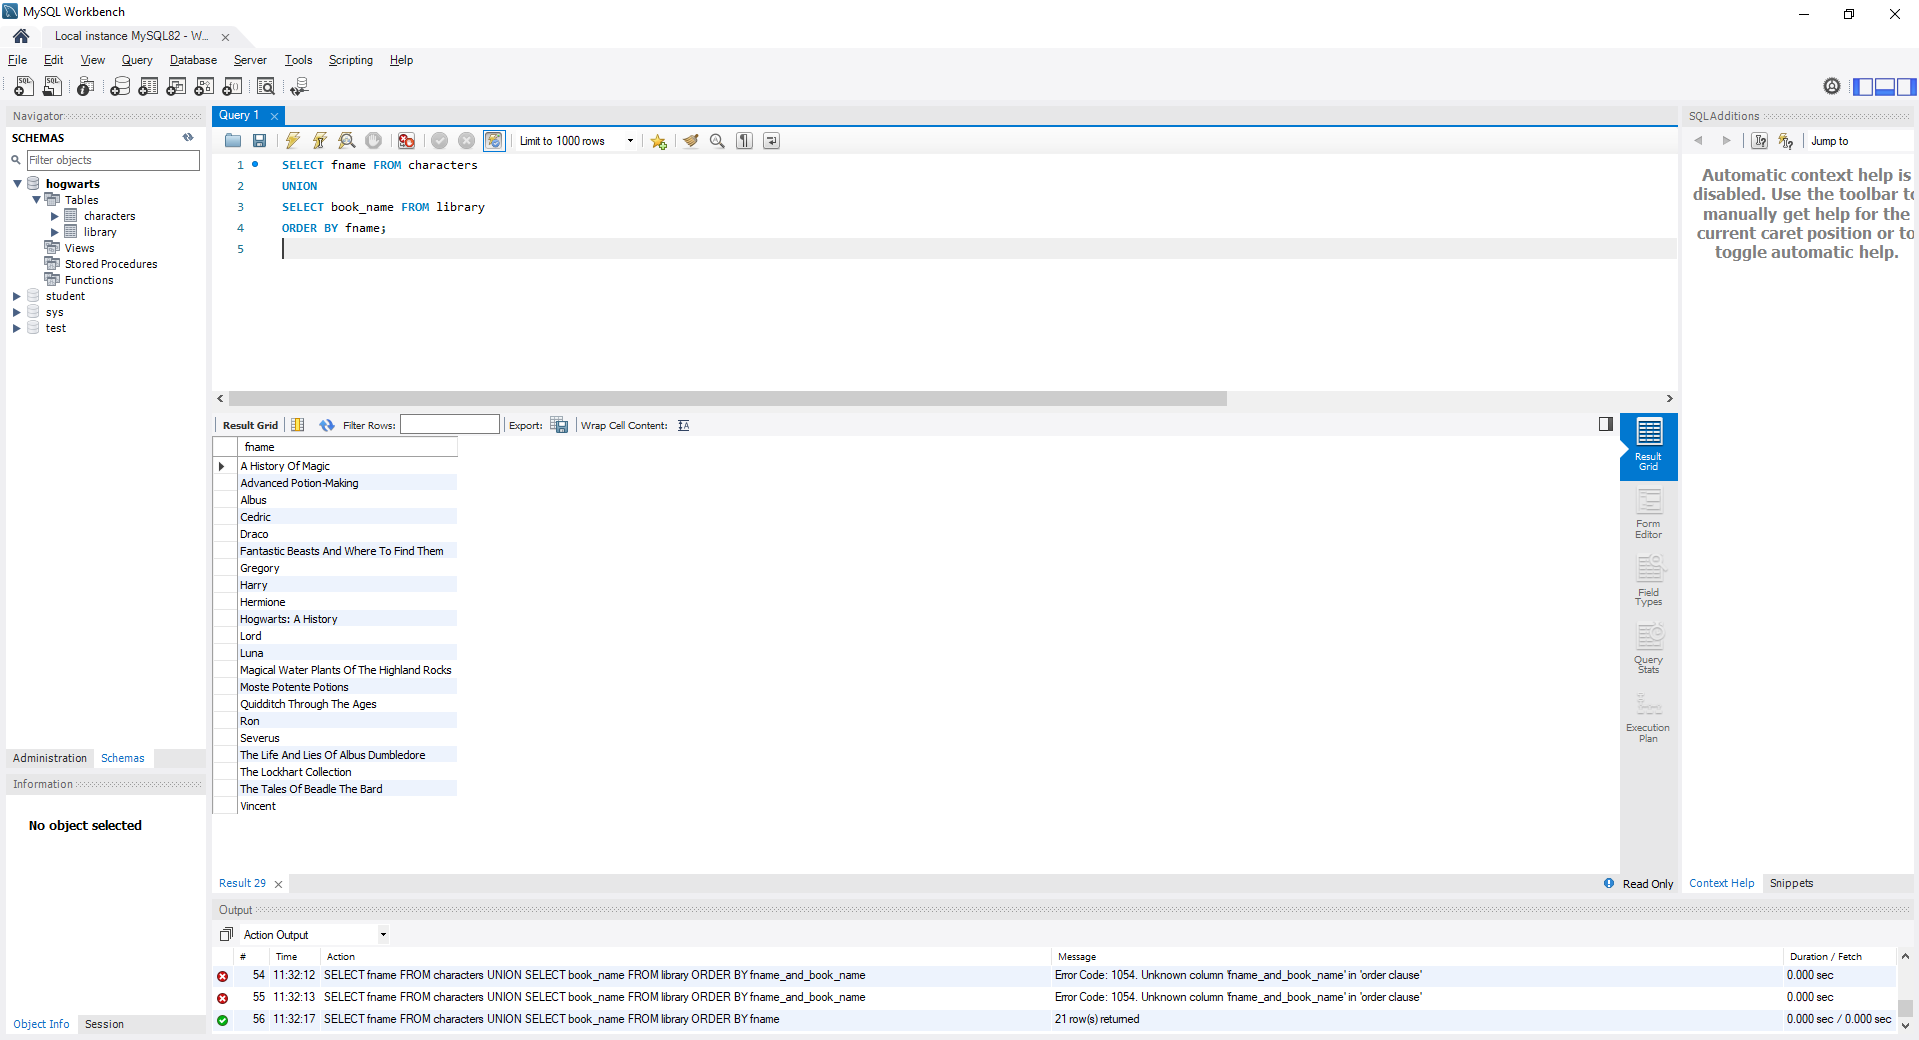 MySQL Workbench
Local instance MySQL82 - W...
File Edit View Query Database Server Tools Scripting Help
Navigator
SCHEMAS
Filter objects
hogwarts
Tables
characters
library
Views
Stored Procedures
Functions
student
sys
test
Administration Schemas
Information
No object selected
Object Info Session
Query 1
Limit to 1000 rows
1 SELECT fname FROM characters
2 UNION
3 SELECT book_name FROM library
4 ORDER BY fname;
5
Result Grid Filter Rows: Export: Wrap Cell Content:
fname
A History Of Magic
Advanced Potion-Making
Albus
Cedric
Draco
Fantastic Beasts And Where To Find Them
Gregory
Harry
Hermione
Hogwarts: A History
Lord
Luna
Magical Water Plants Of The Highland Rocks
Moste Potente Potions
Quidditch Through The Ages
Ron
Severus
The Life And Lies Of Albus Dumbledore
The Lockhart Collection
The Tales Of Beadle The Bard
Vincent
Result
Grid
Form
Editor
Field
Types
Query
Stats
Execution
Plan
Result 29
Read Only
SQLAdditions
Jump to
Automatic context help is
disabled. Use the toolbar to
manually get help for the
current caret position or to
toggle automatic help.
Context Help Snippets
Output
Action Output
# Time Action Message Duration / Fetch
54 11:32:12 SELECT fname FROM characters UNION SELECT book_name FROM library ORDER BY fname_and_book_name Error Code: 1054. Unknown column 'fname_and_book_name' in 'order clause' 0.000 sec
55 11:32:13 SELECT fname FROM characters UNION SELECT book_name FROM library ORDER BY fname_and_book_name Error Code: 1054. Unknown column 'fname_and_book_name' in 'order clause' 0.000 sec
56 11:32:17 SELECT fname FROM characters UNION SELECT book_name FROM library ORDER BY fname 21 row(s) returned 0.000 sec / 0.000 sec